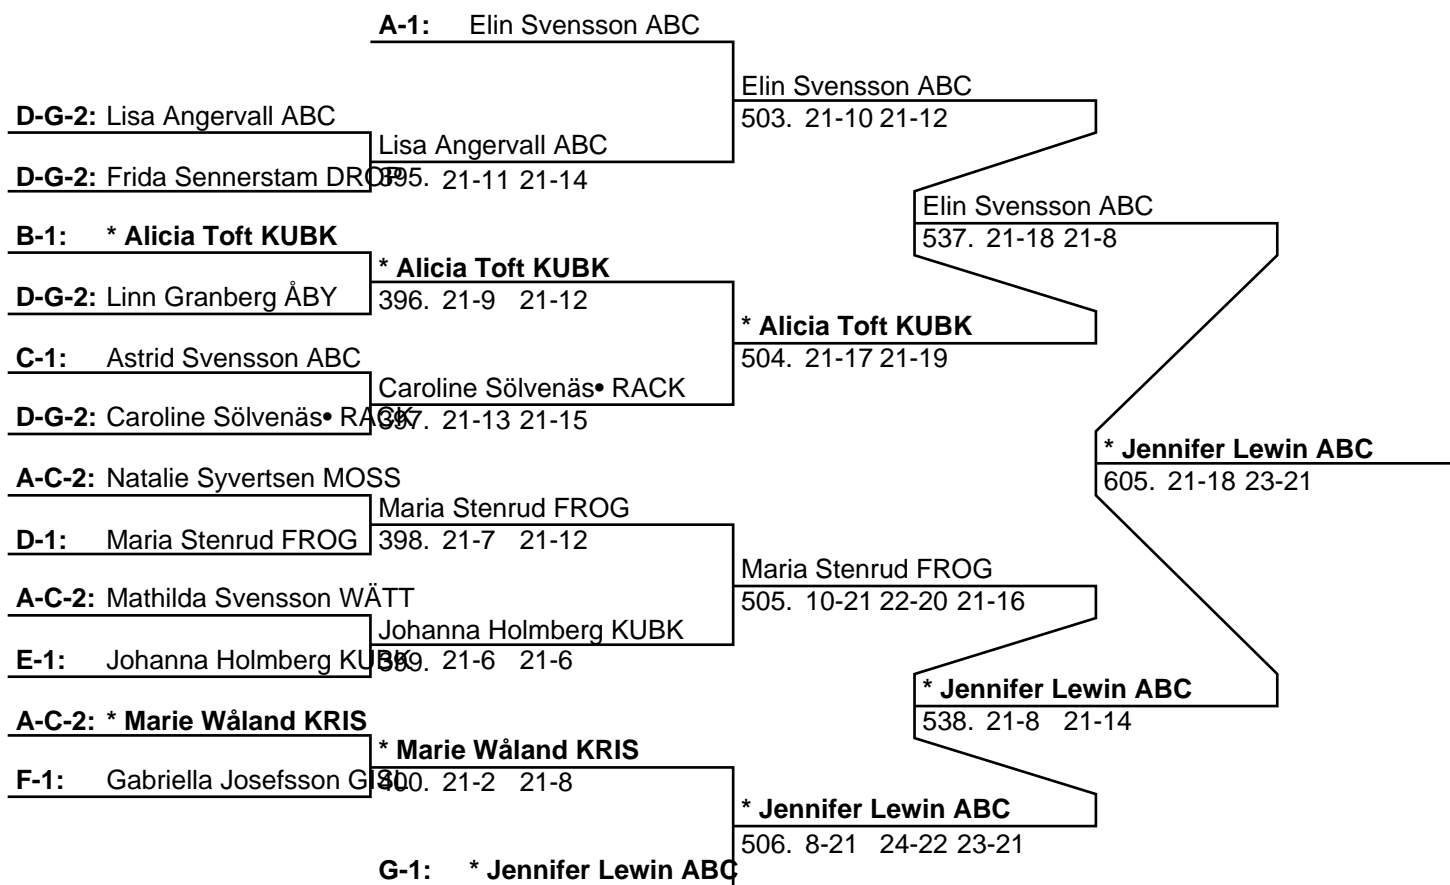 A-1: Elin Svensson ABC
Elin Svensson ABC
503. 21-10 21-12
D-G-2: Lisa Angervall ABC
Lisa Angervall ABC
395. 21-11 21-14
D-G-2: Frida Sennerstam DROP
Elin Svensson ABC
537. 21-18 21-8
B-1: * Alicia Toft KUBK
* Alicia Toft KUBK
396. 21-9 21-12
D-G-2: Linn Granberg ÅBY
* Alicia Toft KUBK
504. 21-17 21-19
C-1: Astrid Svensson ABC
Caroline Sölvenäs• RACK
397. 21-13 21-15
D-G-2: Caroline Sölvenäs• RACK
* Jennifer Lewin ABC
605. 21-18 23-21
A-C-2: Natalie Syvertsen MOSS
Maria Stenrud FROG
398. 21-7 21-12
D-1: Maria Stenrud FROG
Maria Stenrud FROG
505. 10-21 22-20 21-16
A-C-2: Mathilda Svensson WÄTT
Johanna Holmberg KUBK
399. 21-6 21-6
E-1: Johanna Holmberg KUBK
* Jennifer Lewin ABC
538. 21-8 21-14
A-C-2: * Marie Wåland KRIS
* Marie Wåland KRIS
400. 21-2 21-8
F-1: Gabriella Josefsson GISL
* Jennifer Lewin ABC
506. 8-21 24-22 23-21
G-1: * Jennifer Lewin ABC